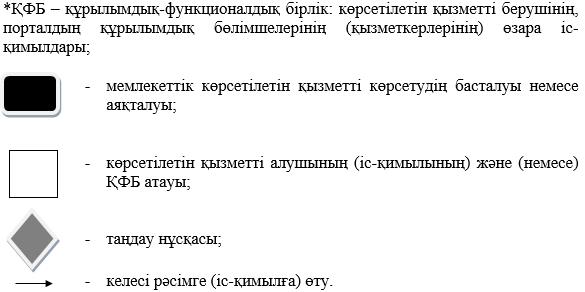 *ҚФБ – құрылымдық-функционалдық бірлік: көрсетілетін қызметті берушінің,
порталдың құрылымдық бөлімшелерінің (қызметкерлерінің) өзара іс-
қимылдары;
- мемлекеттік көрсетілетін қызметті көрсетудің басталуы немесе
аяқталуы;
- көрсетілетін қызметті алушының (іс-қимылының) және (немесе)
ҚФБ атауы;
- таңдау нұсқасы;
- келесі рәсімге (іс-қимылға) өту.